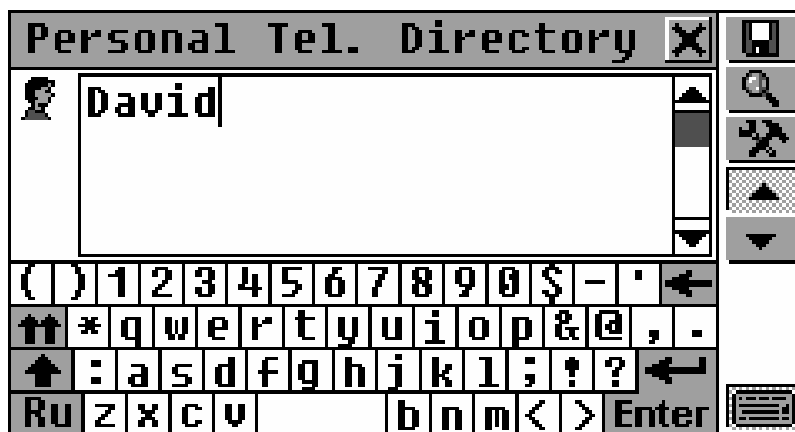 Personal Tel. Directory
David
( ) 1 2 3 4 5 6 7 8 9 0 $ - '
* q w e r t y u i o p & @ , .
: a s d f g h j k l ; ! ?
Ru z x c v b n m < > Enter